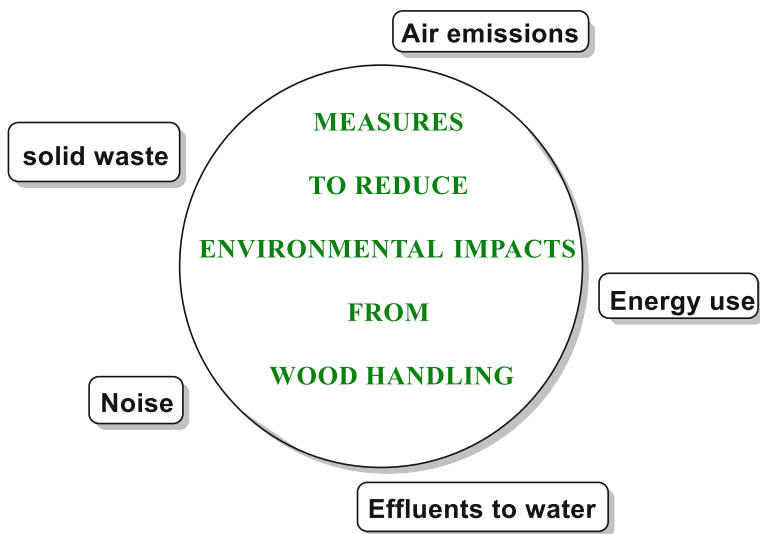 Air emissions
MEASURES
solid waste
TO REDUCE
ENVIRONMENTAL IMPACTS
Energy use
FROM
WOOD HANDLING
Noise
Effluents to water